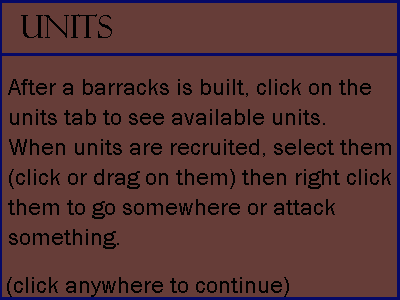 UNITS
After a barracks is built, click on the
units tab to see available units.
When units are recruited, select them
(click or drag on them) then right click
them to go somewhere or attack
something.
(click anywhere to continue)